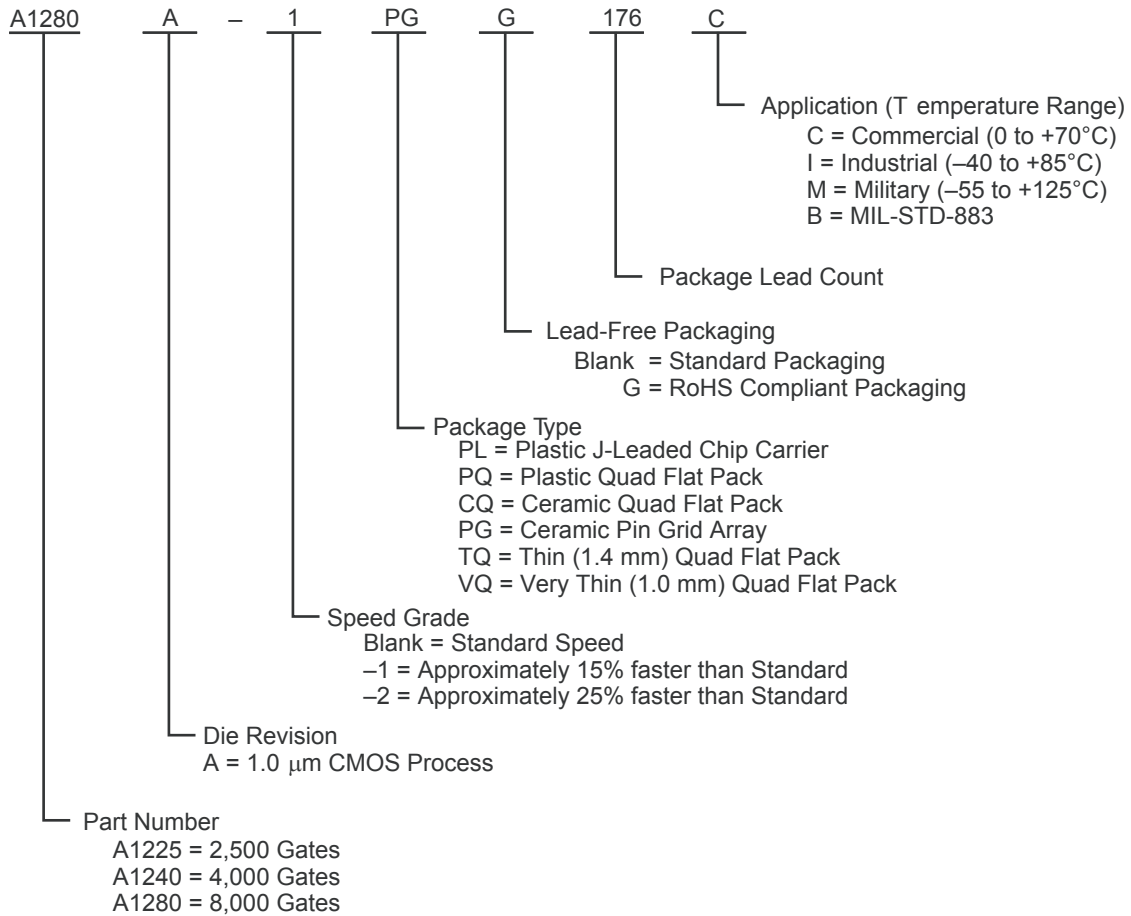 A1280 A – 1 PG G 176 C
Application (T emperature Range)
C = Commercial (0 to +70°C)
I = Industrial (–40 to +85°C)
M = Military (–55 to +125°C)
B = MIL-STD-883
Package Lead Count
Lead-Free Packaging
Blank = Standard Packaging
G = RoHS Compliant Packaging
Package Type
PL = Plastic J-Leaded Chip Carrier
PQ = Plastic Quad Flat Pack
CQ = Ceramic Quad Flat Pack
PG = Ceramic Pin Grid Array
TQ = Thin (1.4 mm) Quad Flat Pack
VQ = Very Thin (1.0 mm) Quad Flat Pack
Speed Grade
Blank = Standard Speed
–1 = Approximately 15% faster than Standard
–2 = Approximately 25% faster than Standard
Die Revision
A = 1.0 μm CMOS Process
Part Number
A1225 = 2,500 Gates
A1240 = 4,000 Gates
A1280 = 8,000 Gates